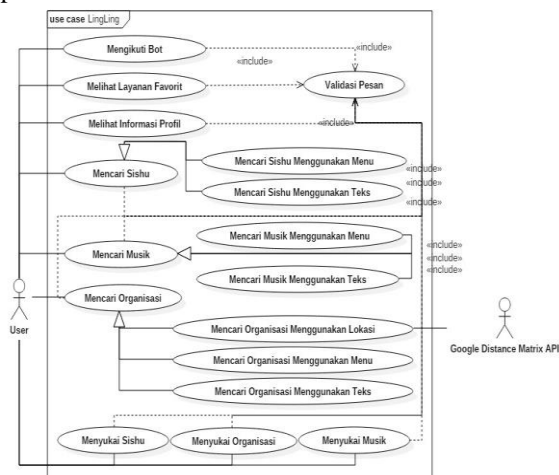 use case LingLing
Mengikuti Bot
«include»
«include»
Melihat Layanan Favorit
Validasi Pesan
Melihat Informasi Profil
«include»
Mencari Sishu
Mencari Sishu Menggunakan Menu
«include»
«include»
Mencari Sishu Menggunakan Teks
«include»
Mencari Musik Menggunakan Menu
«include»
Mencari Musik
«include»
«include»
Mencari Musik Menggunakan Teks
Mencari Organisasi
User
Mencari Organisasi Menggunakan Lokasi
Google Distance Matrix API
Mencari Organisasi Menggunakan Menu
Mencari Organisasi Menggunakan Teks
Menyukai Sishu
Menyukai Organisasi
Menyukai Musik